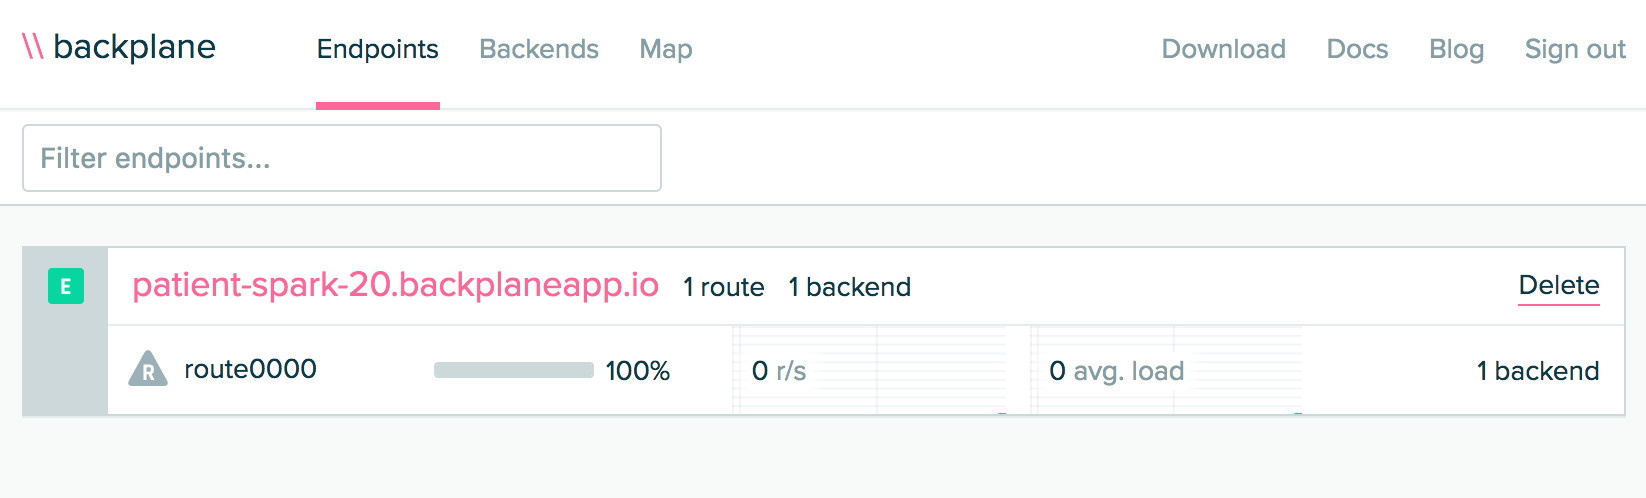 \\ backplane Endpoints Backends Map Download Docs Blog Sign out
Filter endpoints...
E patient-spark-20.backplaneapp.io 1 route 1 backend Delete
R route0000 100% 0 r/s 0 avg. load 1 backend